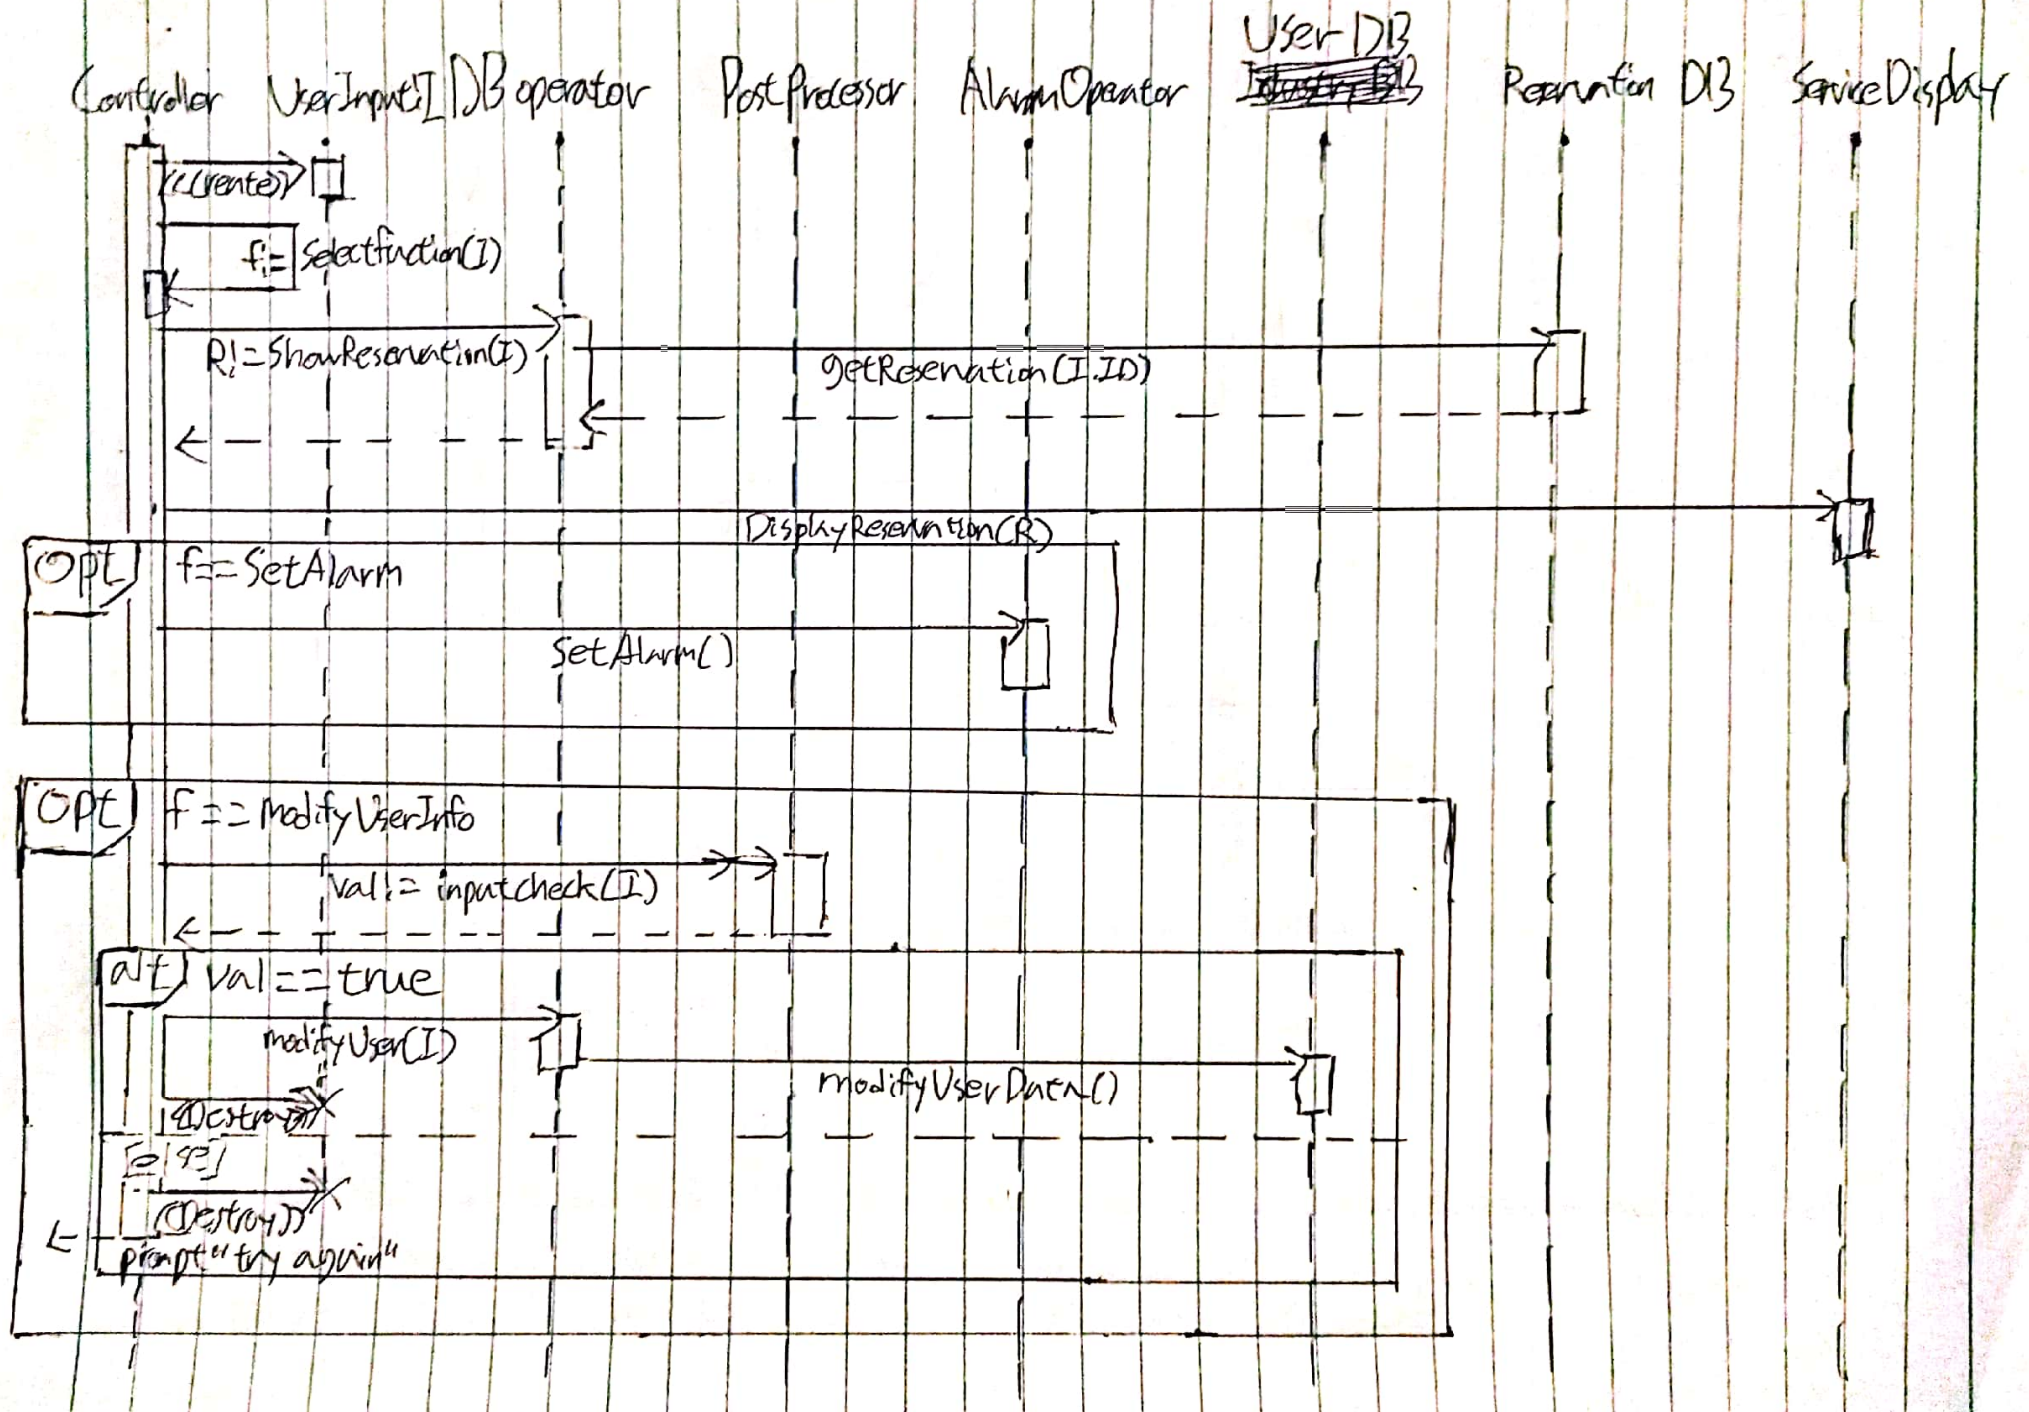 User DB
Controller UserInput:I DB operator PostProcessor AlarmOperator Reservation DB ServiceDisplay
<<create>>
f:= Selectfuction(I)
R:=ShowReservation(I)
getReservation(I.ID)
DisplayReservation(R)
opt f==SetAlarm
SetAlarm()
opt f==modifyUserInfo
val:= inputcheck(I)
alt val==true
modifyUser(I)
modifyUserData()
<<Destroy>>
[else]
<<Destroy>>
prompt "try again"